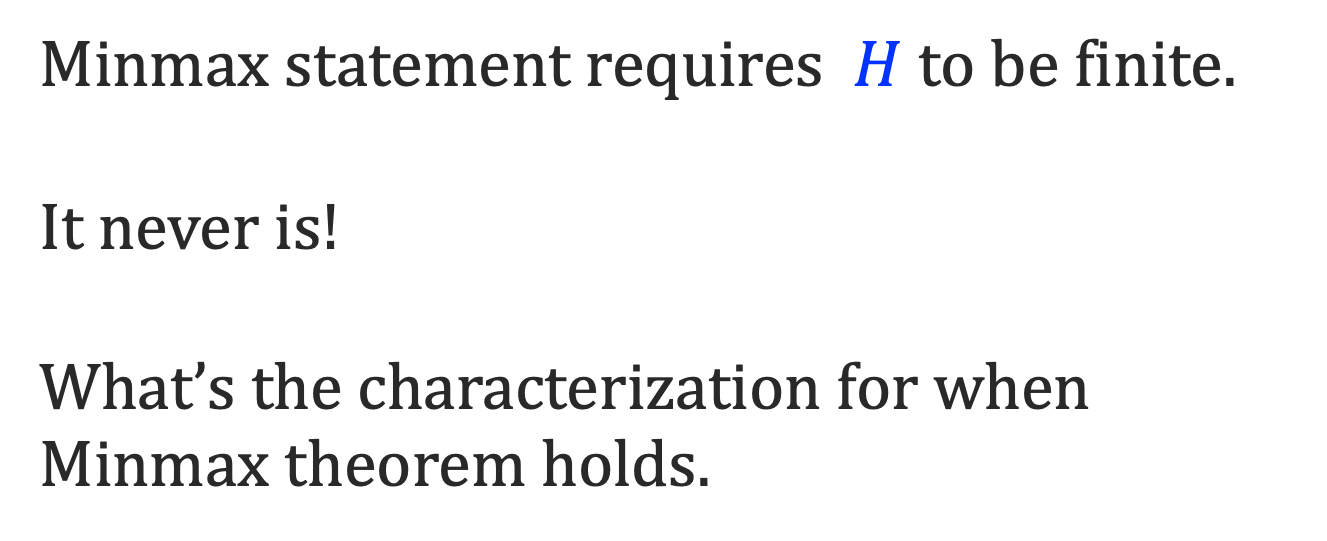 Minmax statement requires H to be finite.
It never is!
What’s the characterization for when
Minmax theorem holds.